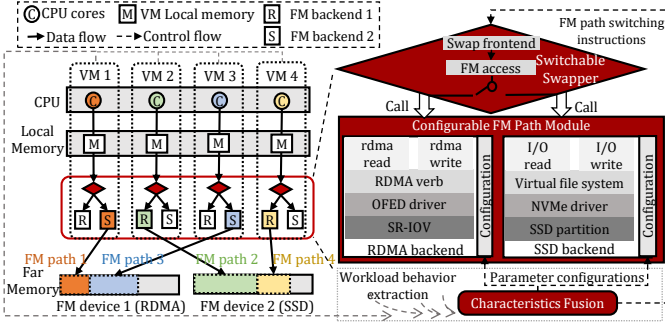 C CPU cores M VM Local memory R FM backend 1
Data flow Control flow S FM backend 2
VM 1 VM 2 VM 3 VM 4
CPU C C C C
Local
Memory
M M M M
R S R S R S R S
FM path 1 FM path 3 FM path 2 FM path 4
Far
Memory
FM device 1 (RDMA) FM device 2 (SSD)
FM path switching
instructions
Swap frontend
FM access
Switchable
Swapper
Call Call
Configurable FM Path Module
rdma
read
rdma
write
RDMA verb
OFED driver
SR-IOV
RDMA backend
Configuration
I/O
read
I/O
write
Virtual file system
NVMe driver
SSD partition
SSD backend
Configuration
Workload behavior
extraction
Parameter configurations
Characteristics Fusion